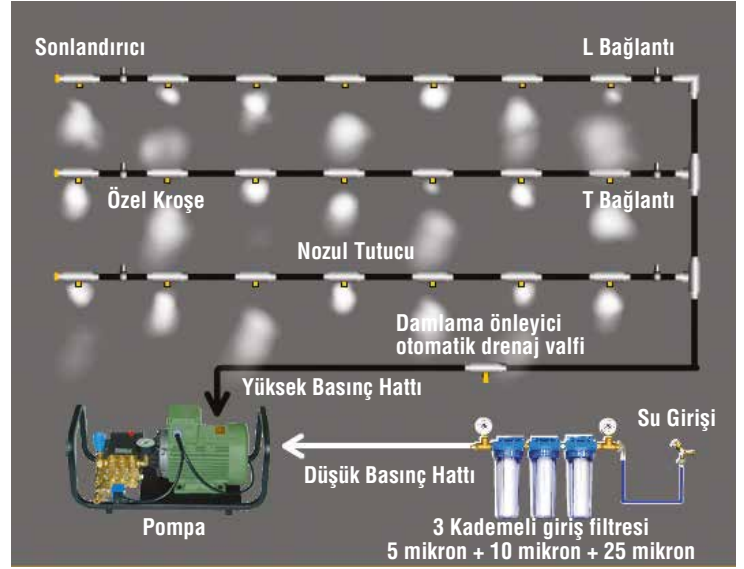 Sonlandırıcı
L Bağlantı
Özel Kroşe
T Bağlantı
Nozul Tutucu
Damlama önleyici
otomatik drenaj valfi
Yüksek Basınç Hattı
Su Girişi
Düşük Basınç Hattı
Pompa
3 Kademeli giriş filtresi
5 mikron + 10 mikron + 25 mikron